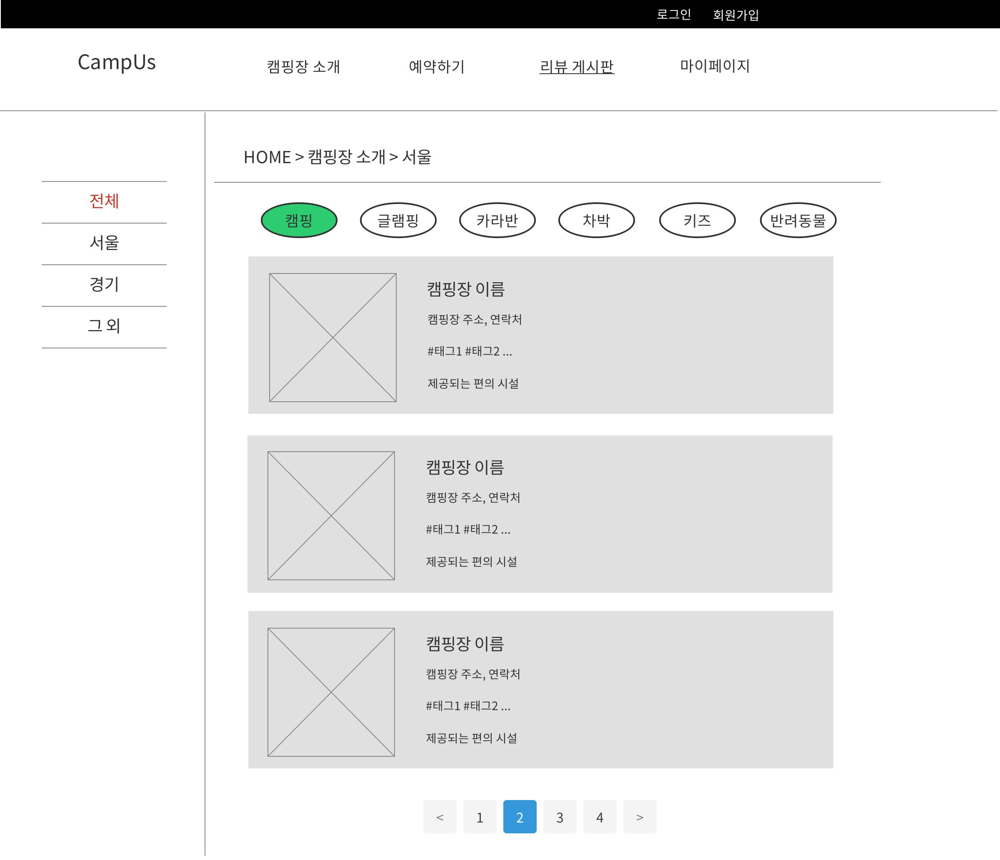 로그인 회원가입
CampUs 캠핑장 소개 예약하기 리뷰 게시판 마이페이지
HOME > 캠핑장 소개 > 서울
전체
서울
경기
그 외
캠핑 글램핑 카라반 차박 키즈 반려동물
캠핑장 이름
캠핑장 주소, 연락처
#태그1 #태그2 ...
제공되는 편의 시설
캠핑장 이름
캠핑장 주소, 연락처
#태그1 #태그2 ...
제공되는 편의 시설
캠핑장 이름
캠핑장 주소, 연락처
#태그1 #태그2 ...
제공되는 편의 시설
< 1 2 3 4 >